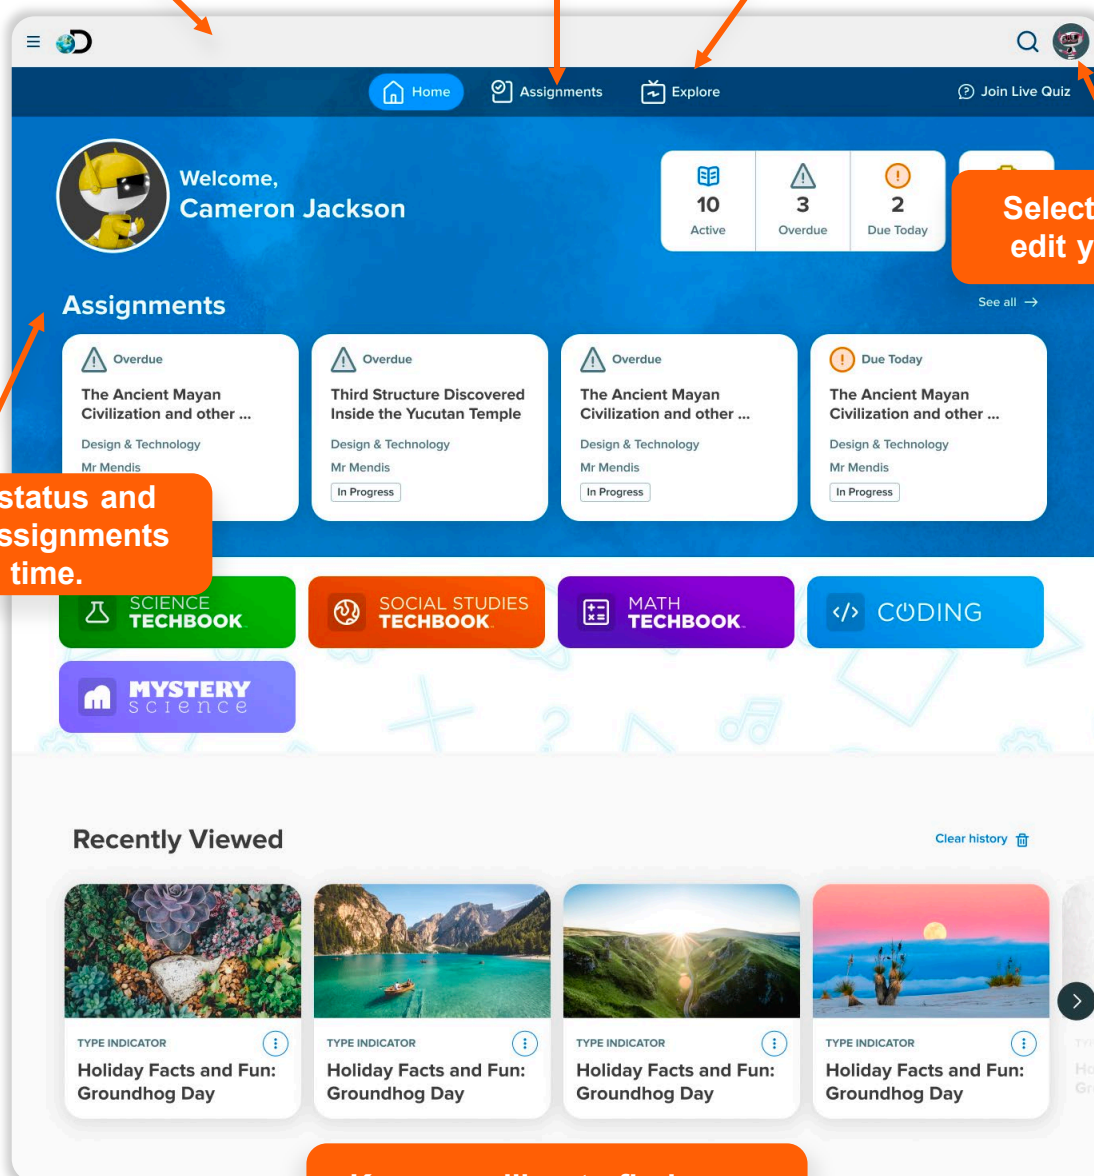 Home
Assignments
Explore
Join Live Quiz
Welcome,
Cameron Jackson
10
Active
3
Overdue
2
Due Today
Select
edit y
Assignments
See all →
Overdue
The Ancient Mayan
Civilization and other ...
Design & Technology
Mr Mendis
Overdue
Third Structure Discovered
Inside the Yucutan Temple
Design & Technology
Mr Mendis
In Progress
Overdue
The Ancient Mayan
Civilization and other ...
Design & Technology
Mr Mendis
In Progress
Due Today
The Ancient Mayan
Civilization and other ...
Design & Technology
Mr Mendis
In Progress
status and
ssignments
time.
SCIENCE
TECHBOOK
SOCIAL STUDIES
TECHBOOK
MATH
TECHBOOK
</> CODING
MYSTERY
science
Recently Viewed
Clear history
TYPE INDICATOR
Holiday Facts and Fun:
Groundhog Day
TYPE INDICATOR
Holiday Facts and Fun:
Groundhog Day
TYPE INDICATOR
Holiday Facts and Fun:
Groundhog Day
TYPE INDICATOR
Holiday Facts and Fun:
Groundhog Day